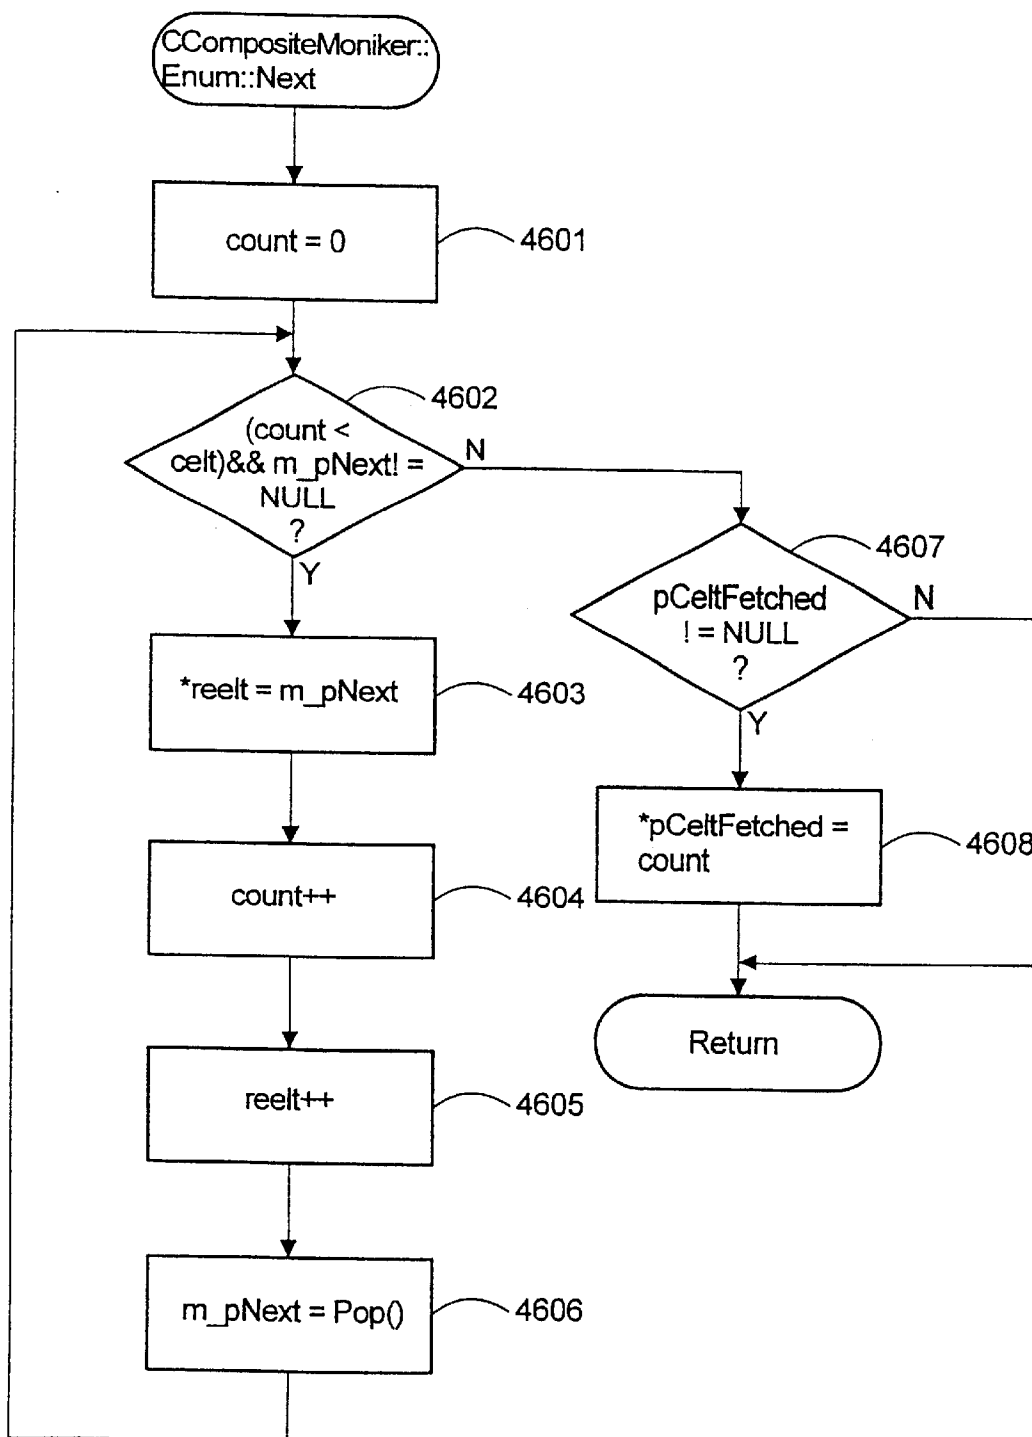 CCompositeMoniker::
Enum::Next
count = 0
4601
4602
(count <
celt)&& m_pNext! =
NULL
?
N
Y
4607
pCeltFetched
! = NULL
?
N
Y
*reelt = m_pNext
4603
*pCeltFetched =
count
4608
count++
4604
Return
reelt++
4605
m_pNext = Pop()
4606